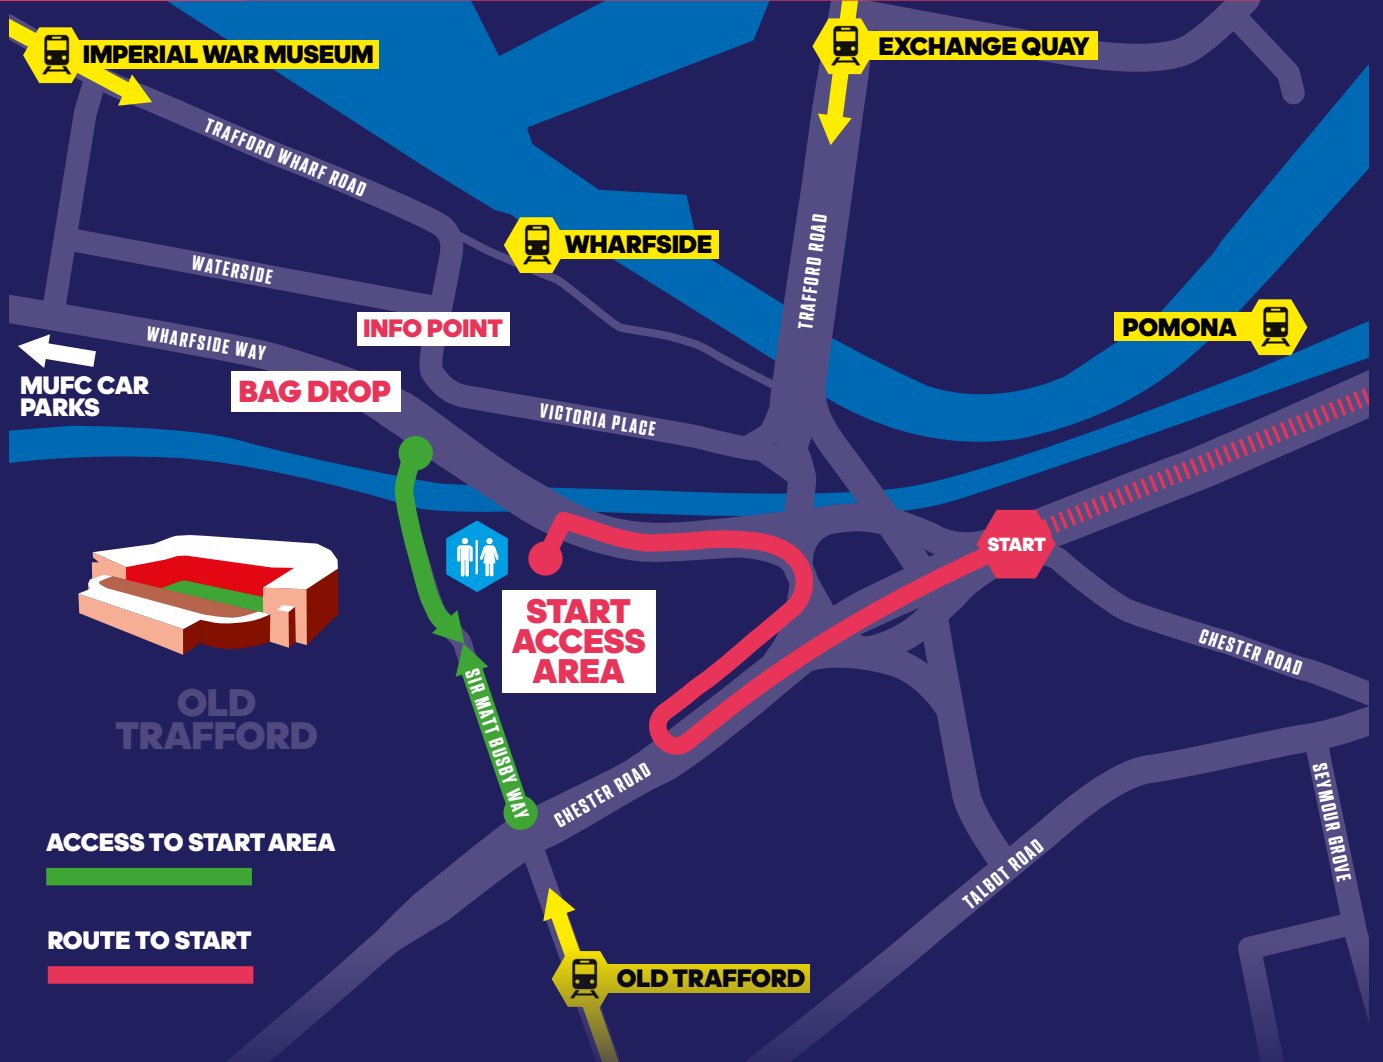 IMPERIAL WAR MUSEUM
EXCHANGE QUAY
TRAFFORD WHARF ROAD
WHARFSIDE
TRAFFORD ROAD
WATERSIDE
INFO POINT
POMONA
WHARFSIDE WAY
MUFC CAR
PARKS
BAG DROP
VICTORIA PLACE
START
START
ACCESS
AREA
CHESTER ROAD
SIR MATT BUSBY WAY
OLD
TRAFFORD
CHESTER ROAD
SEYMOUR GROVE
TALBOT ROAD
ACCESS TO START AREA
ROUTE TO START
OLD TRAFFORD